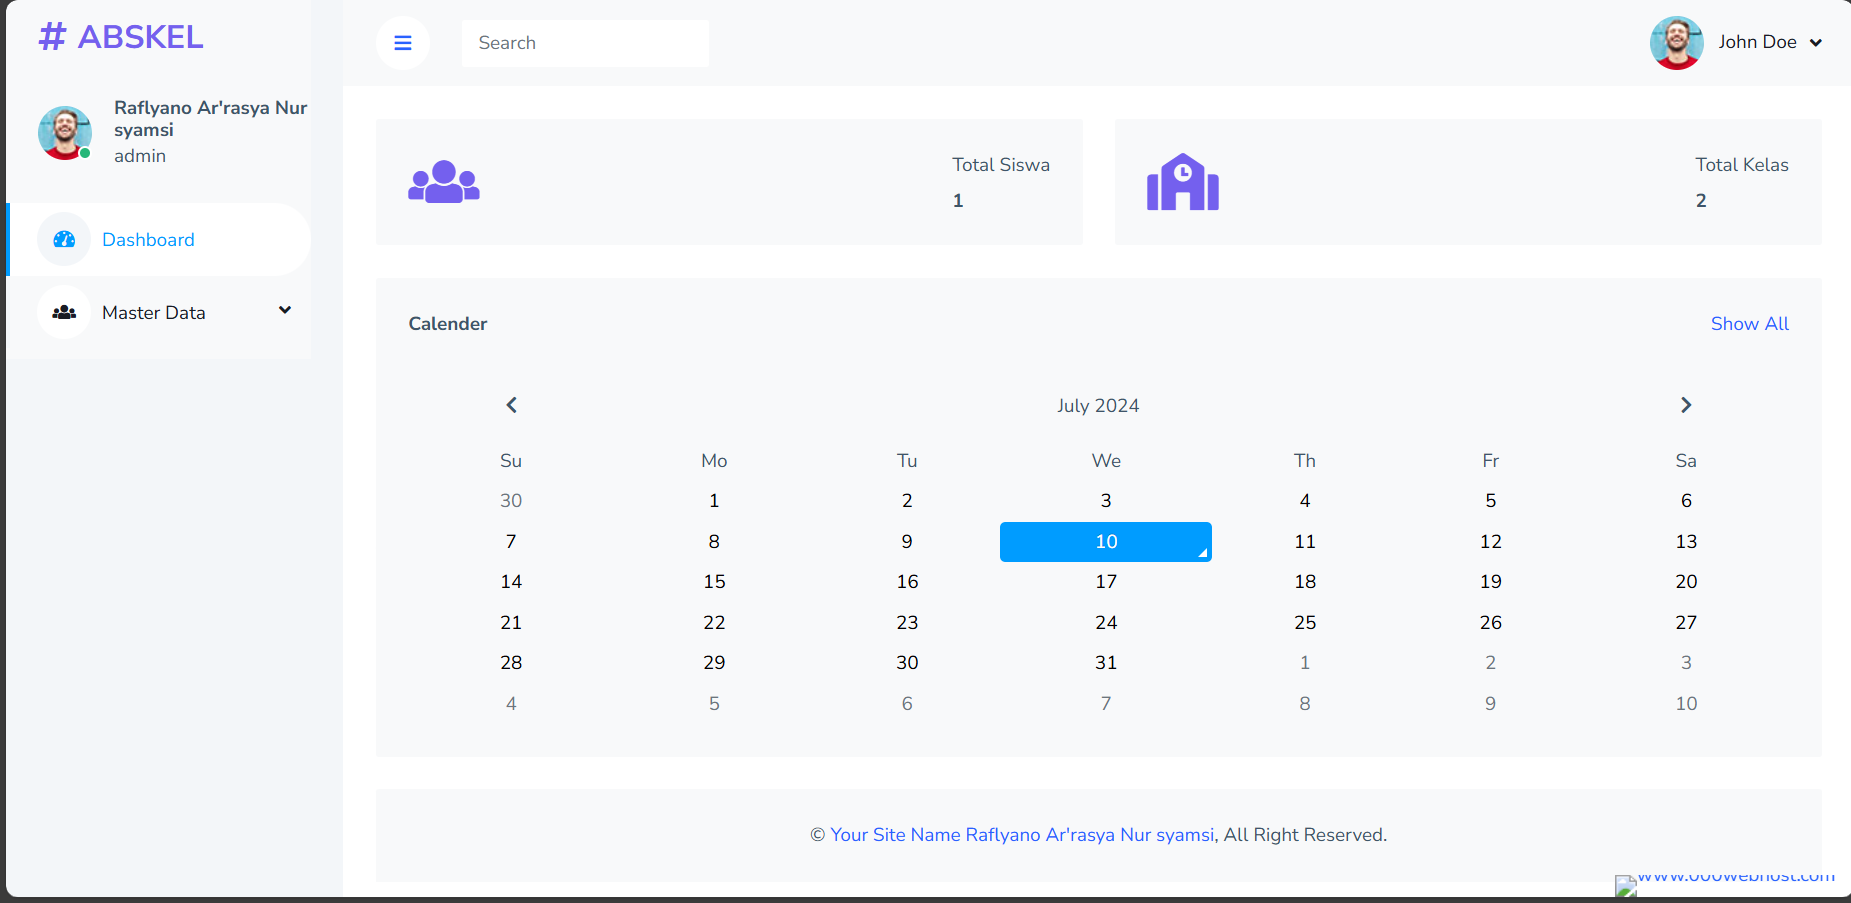 # ABSKEL
Search
John Doe
Raflyano Ar'rasya Nur
syamsi
admin
Dashboard
Master Data
Total Siswa
1
Total Kelas
2
Calender
Show All
July 2024
Su Mo Tu We Th Fr Sa
30 1 2 3 4 5 6
7 8 9 10 11 12 13
14 15 16 17 18 19 20
21 22 23 24 25 26 27
28 29 30 31 1 2 3
4 5 6 7 8 9 10
© Your Site Name Raflyano Ar'rasya Nur syamsi, All Right Reserved.
www.000webhost.com